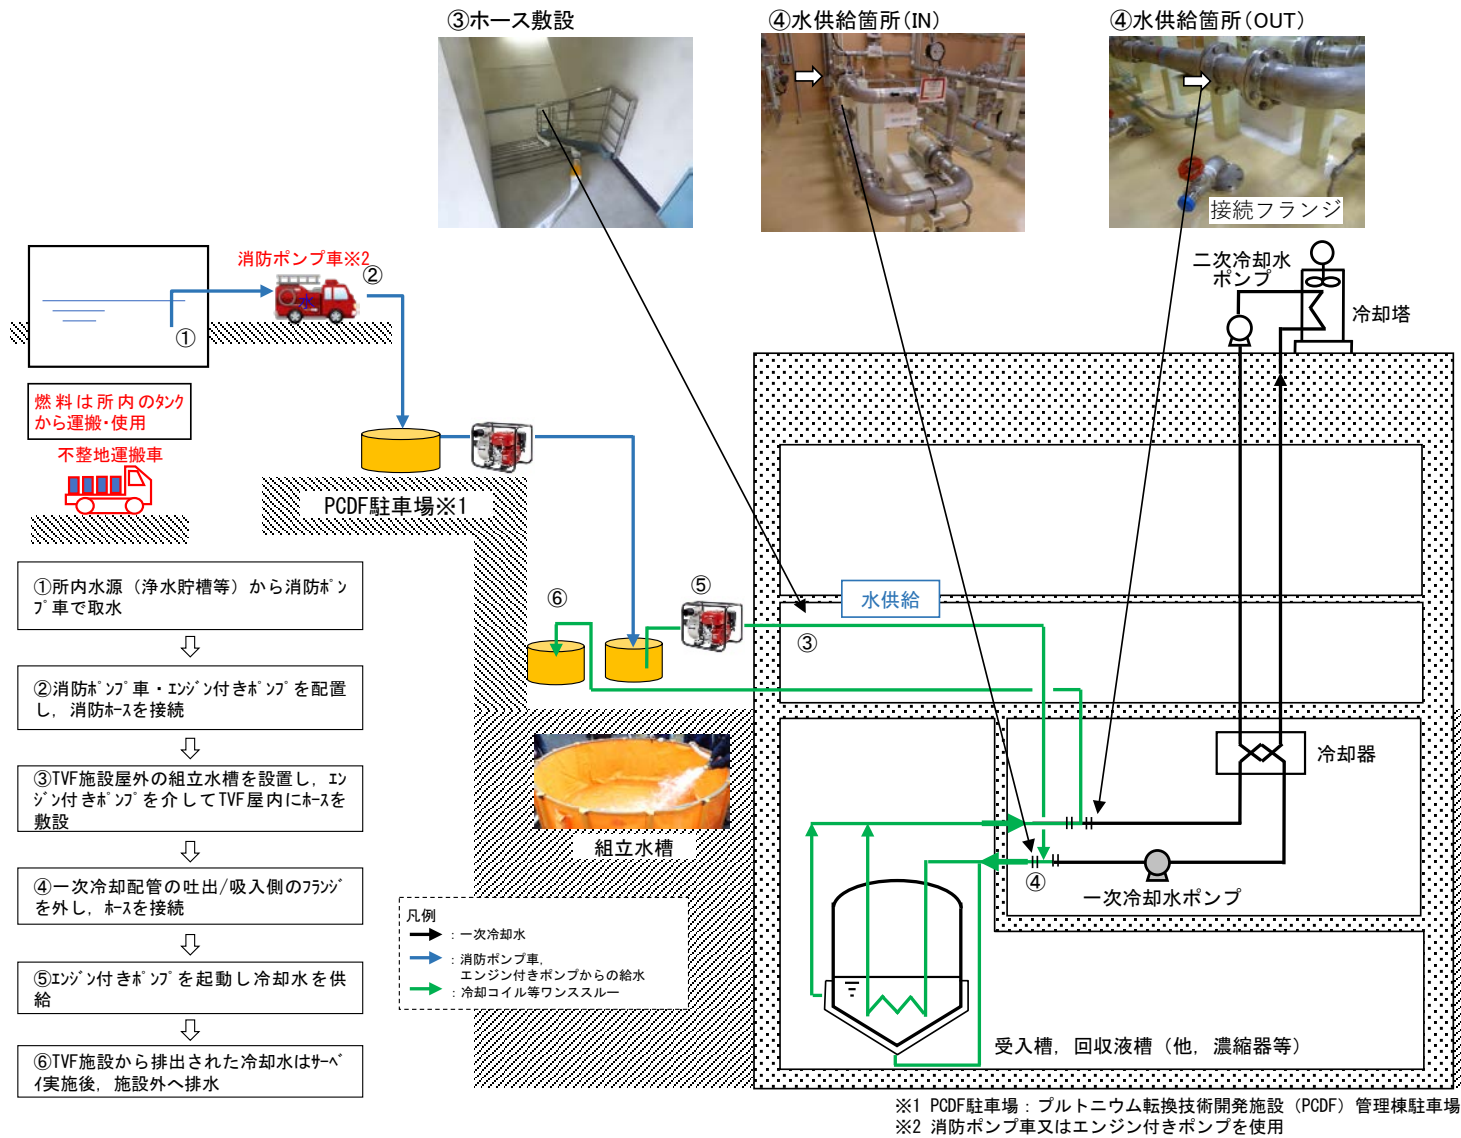 ③ホース敷設
④水供給箇所(IN)
④水供給箇所(OUT)
接続フランジ
消防ポンプ車※2
②
水
①
二次冷却水
ポンプ
冷却塔
燃料は所内のタンク
から運搬・使用
不整地運搬車
PCDF駐車場※1
①所内水源（浄水貯槽等）から消防ポン
プ車で取水
②消防ポンプ車・エンジン付きポンプを配置
し，消防ホースを接続
③TVF施設屋外の組立水槽を設置し，エン
ジン付きポンプを介してTVF屋内にホースを
敷設
④一次冷却配管の吐出/吸入側のフランジ
を外し，ホースを接続
⑤エンジン付きポンプを起動し冷却水を供
給
⑥TVF施設から排出された冷却水はサーベ
イ実施後，施設外へ排水
⑥
⑤
水供給
③
組立水槽
冷却器
④
一次冷却水ポンプ
凡例
：一次冷却水
：消防ポンプ車，
エンジン付きポンプからの給水
：冷却コイル等ワンススルー
受入槽，回収液槽（他，濃縮器等）
※1 PCDF駐車場：プルトニウム転換技術開発施設（PCDF）管理棟駐車場
※2 消防ポンプ車又はエンジン付きポンプを使用